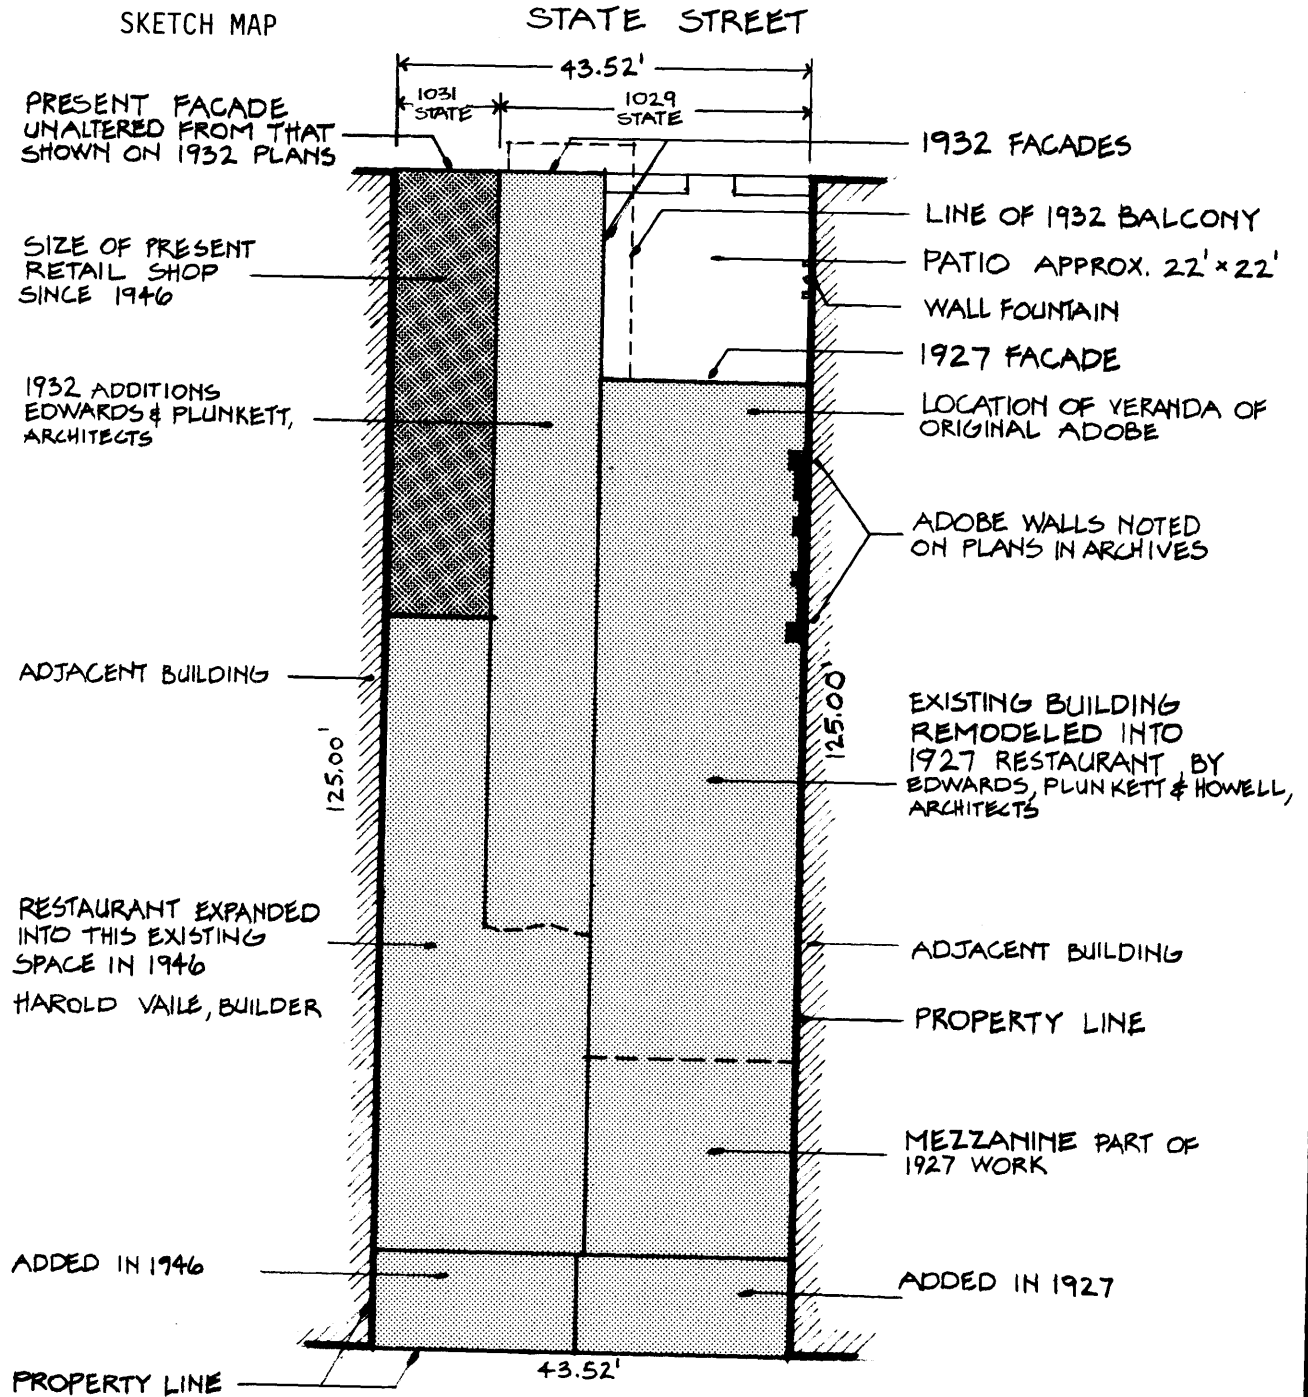 SKETCH MAP
STATE STREET
43.52'
1031
STATE
1029
STATE
PRESENT FACADE
UNALTERED FROM THAT
SHOWN ON 1932 PLANS
SIZE OF PRESENT
RETAIL SHOP
SINCE 1946
1932 ADDITIONS
EDWARDS & PLUNKETT,
ARCHITECTS
ADJACENT BUILDING
125.00'
RESTAURANT EXPANDED
INTO THIS EXISTING
SPACE IN 1946
HAROLD VAILE, BUILDER
ADDED IN 1946
PROPERTY LINE
1932 FACADES
LINE OF 1932 BALCONY
PATIO APPROX. 22' x 22'
WALL FOUNTAIN
1927 FACADE
LOCATION OF VERANDA OF
ORIGINAL ADOBE
ADOBE WALLS NOTED
ON PLANS IN ARCHIVES
125.00'
EXISTING BUILDING
REMODELED INTO
1927 RESTAURANT BY
EDWARDS, PLUNKETT & HOWELL,
ARCHITECTS
ADJACENT BUILDING
PROPERTY LINE
MEZZANINE PART OF
1927 WORK
ADDED IN 1927
43.52'